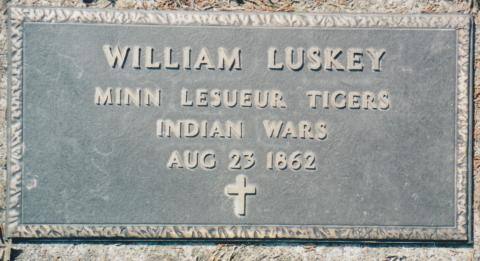 WILLIAM LUSKEY
MINN LESUEUR TIGERS
INDIAN WARS
AUG 23 1862